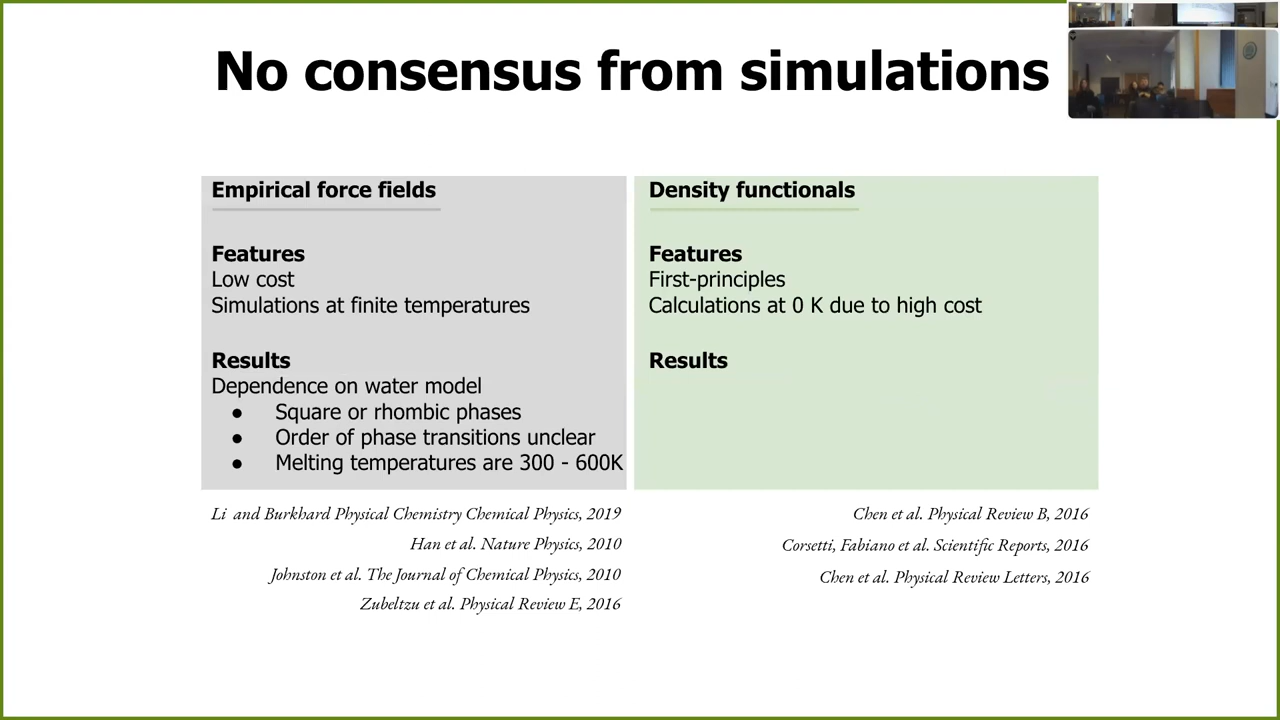 No consensus from simulations
Empirical force fields
Features
Low cost
Simulations at finite temperatures
Results
Dependence on water model
● Square or rhombic phases
● Order of phase transitions unclear
● Melting temperatures are 300 - 600K
Li and Burkhard Physical Chemistry Chemical Physics, 2019
Han et al. Nature Physics, 2010
Johnston et al. The Journal of Chemical Physics, 2010
Zubeltzu et al. Physical Review E, 2016
Density functionals
Features
First-principles
Calculations at 0 K due to high cost
Results
Chen et al. Physical Review B, 2016
Corsetti, Fabiano et al. Scientific Reports, 2016
Chen et al. Physical Review Letters, 2016